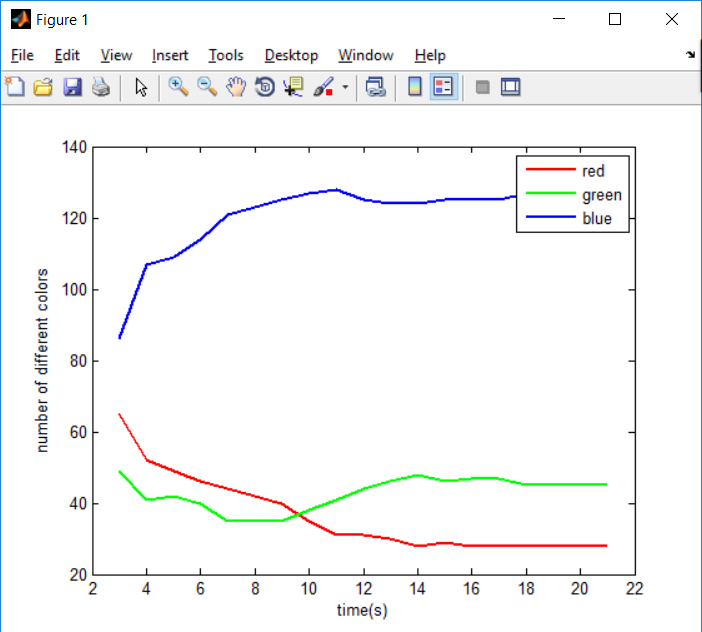 Figure 1
File Edit View Insert Tools Desktop Window Help
140
120
100
80
60
40
20
number of different colors
red
green
blue
2 4 6 8 10 12 14 16 18 20 22
time(s)